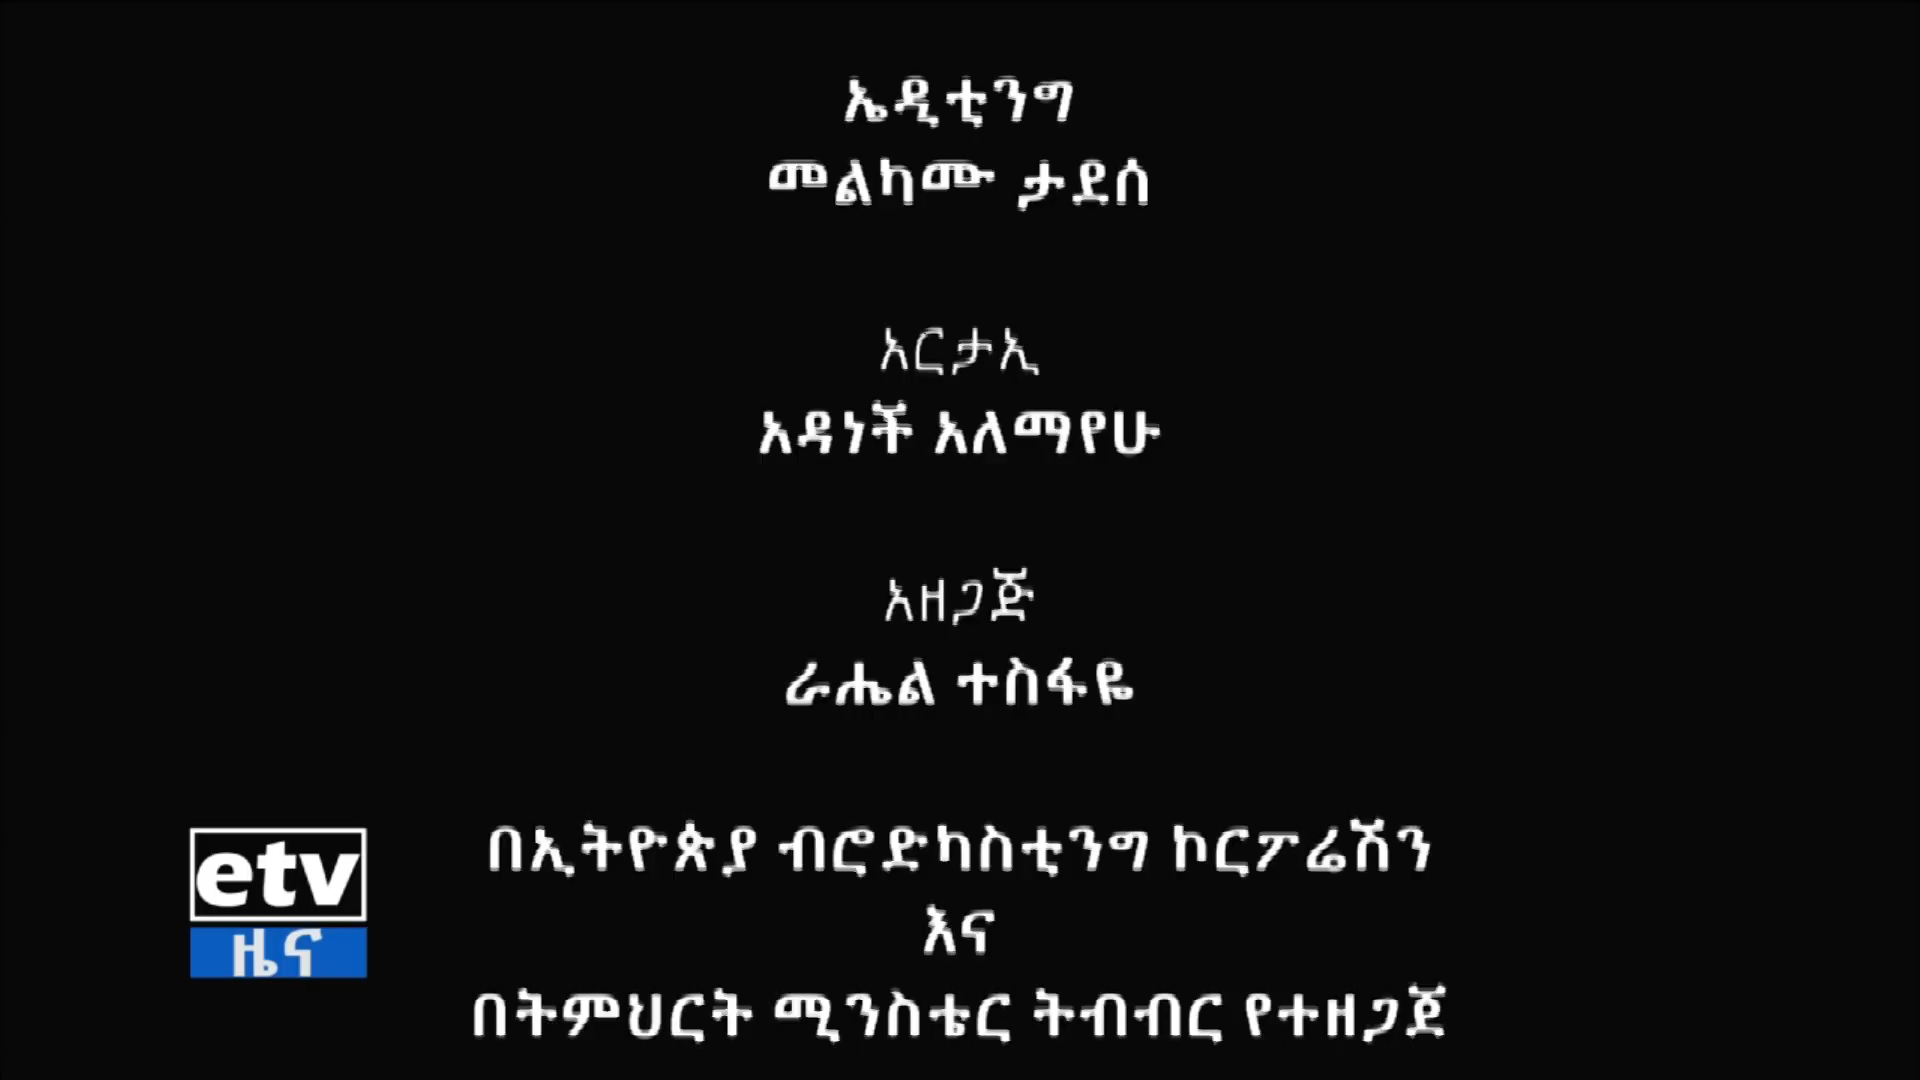 ኤዲቲንግ
መልካሙ ታደሰ
አርታኢ
አዳነች አለማየሁ
አዘጋጅ
ራሔል ተስፋዬ
በኢትዮጵያ ብሮድካስቲንግ ኮርፖሬሽን
እና
በትምህርት ሚንስቴር ትብብር የተዘጋጀ
etv
ዜና